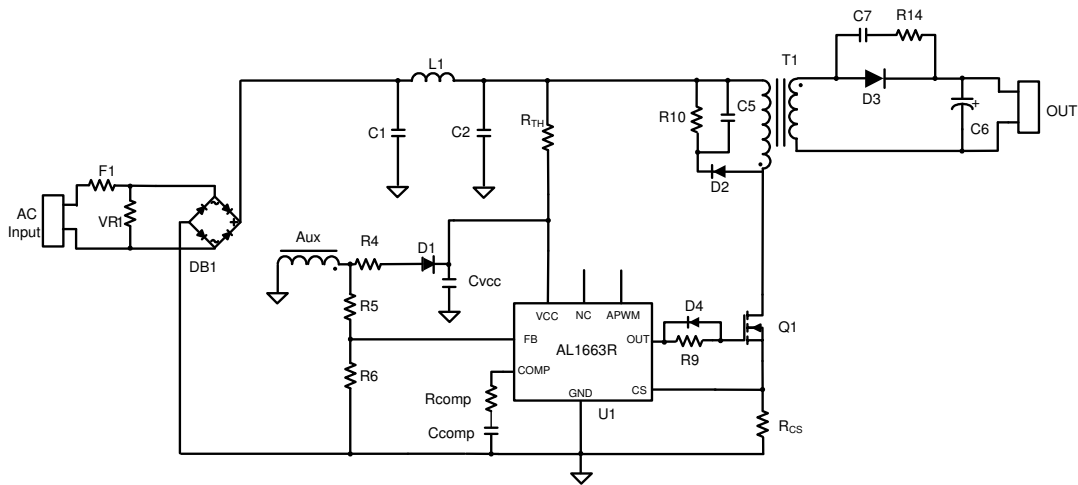 C7
R14
T1
L1
D3
C6
+
OUT
R10
C5
C1
C2
RTH
D2
F1
VR1
AC
Input
+
DB1
Aux
R4
D1
Cvcc
R5
VCC
NC
APWM
D4
Q1
FB
AL1663R
OUT
R9
R6
COMP
Rcomp
GND
CS
U1
Ccomp
RCS